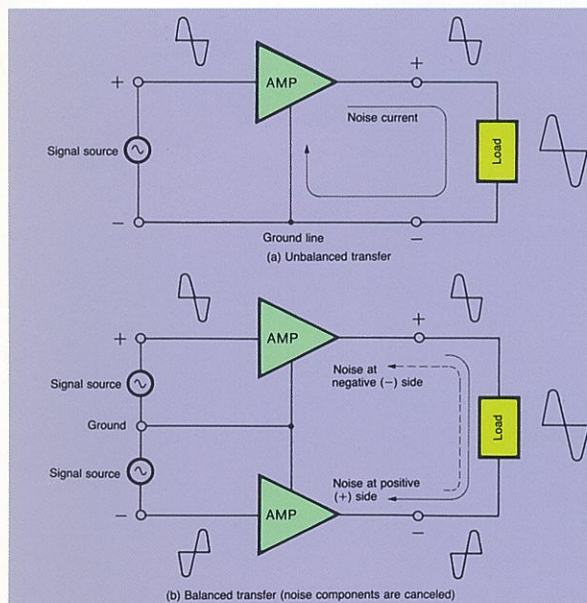 +
AMP
+
Noise current
Signal source
Load
−
−
Ground line
(a) Unbalanced transfer
+
AMP
+
Noise at
negative (−) side
Signal source
Load
Ground
Signal source
Noise at positive
(+) side
−
AMP
−
(b) Balanced transfer (noise components are canceled)